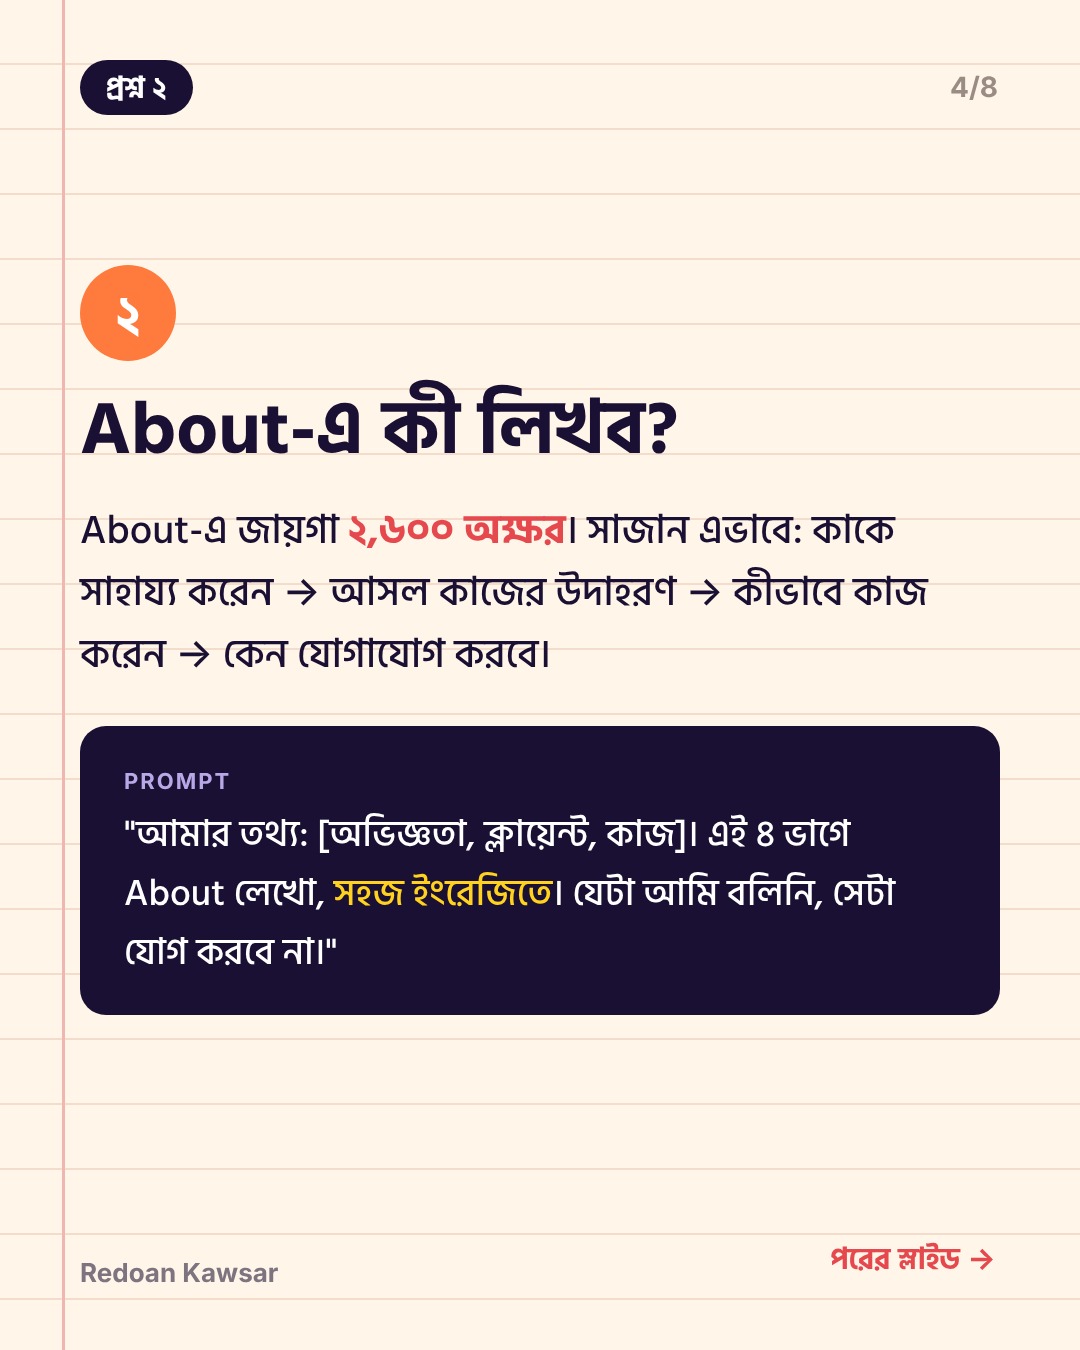 প্রশ্ন ২
4/8
২
About-এ কী লিখব?
About-এ জায়গা ২,৬০০ অক্ষর। সাজান এভাবে: কাকে
সাহায্য করেন → আসল কাজের উদাহরণ → কীভাবে কাজ
করেন → কেন যোগাযোগ করবে।
PROMPT
"আমার তথ্য: [অভিজ্ঞতা, ক্লায়েন্ট, কাজ]। এই ৪ ভাগে
About লেখো, সহজ ইংরেজিতে। যেটা আমি বলিনি, সেটা
যোগ করবে না।"
Redoan Kawsar
পরের স্লাইড →